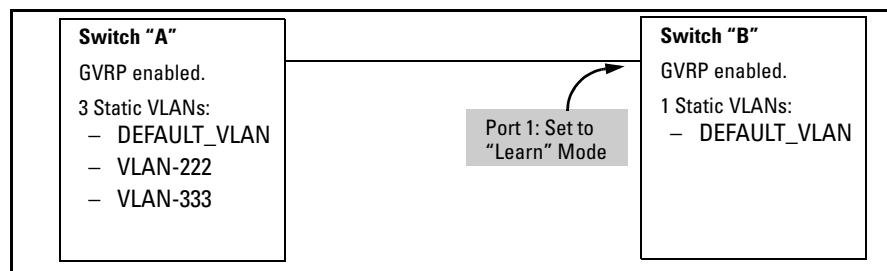 Switch “A”
GVRP enabled.
3 Static VLANs:
– DEFAULT_VLAN
– VLAN-222
– VLAN-333
Port 1: Set to
“Learn” Mode
Switch “B”
GVRP enabled.
1 Static VLANs:
– DEFAULT_VLAN